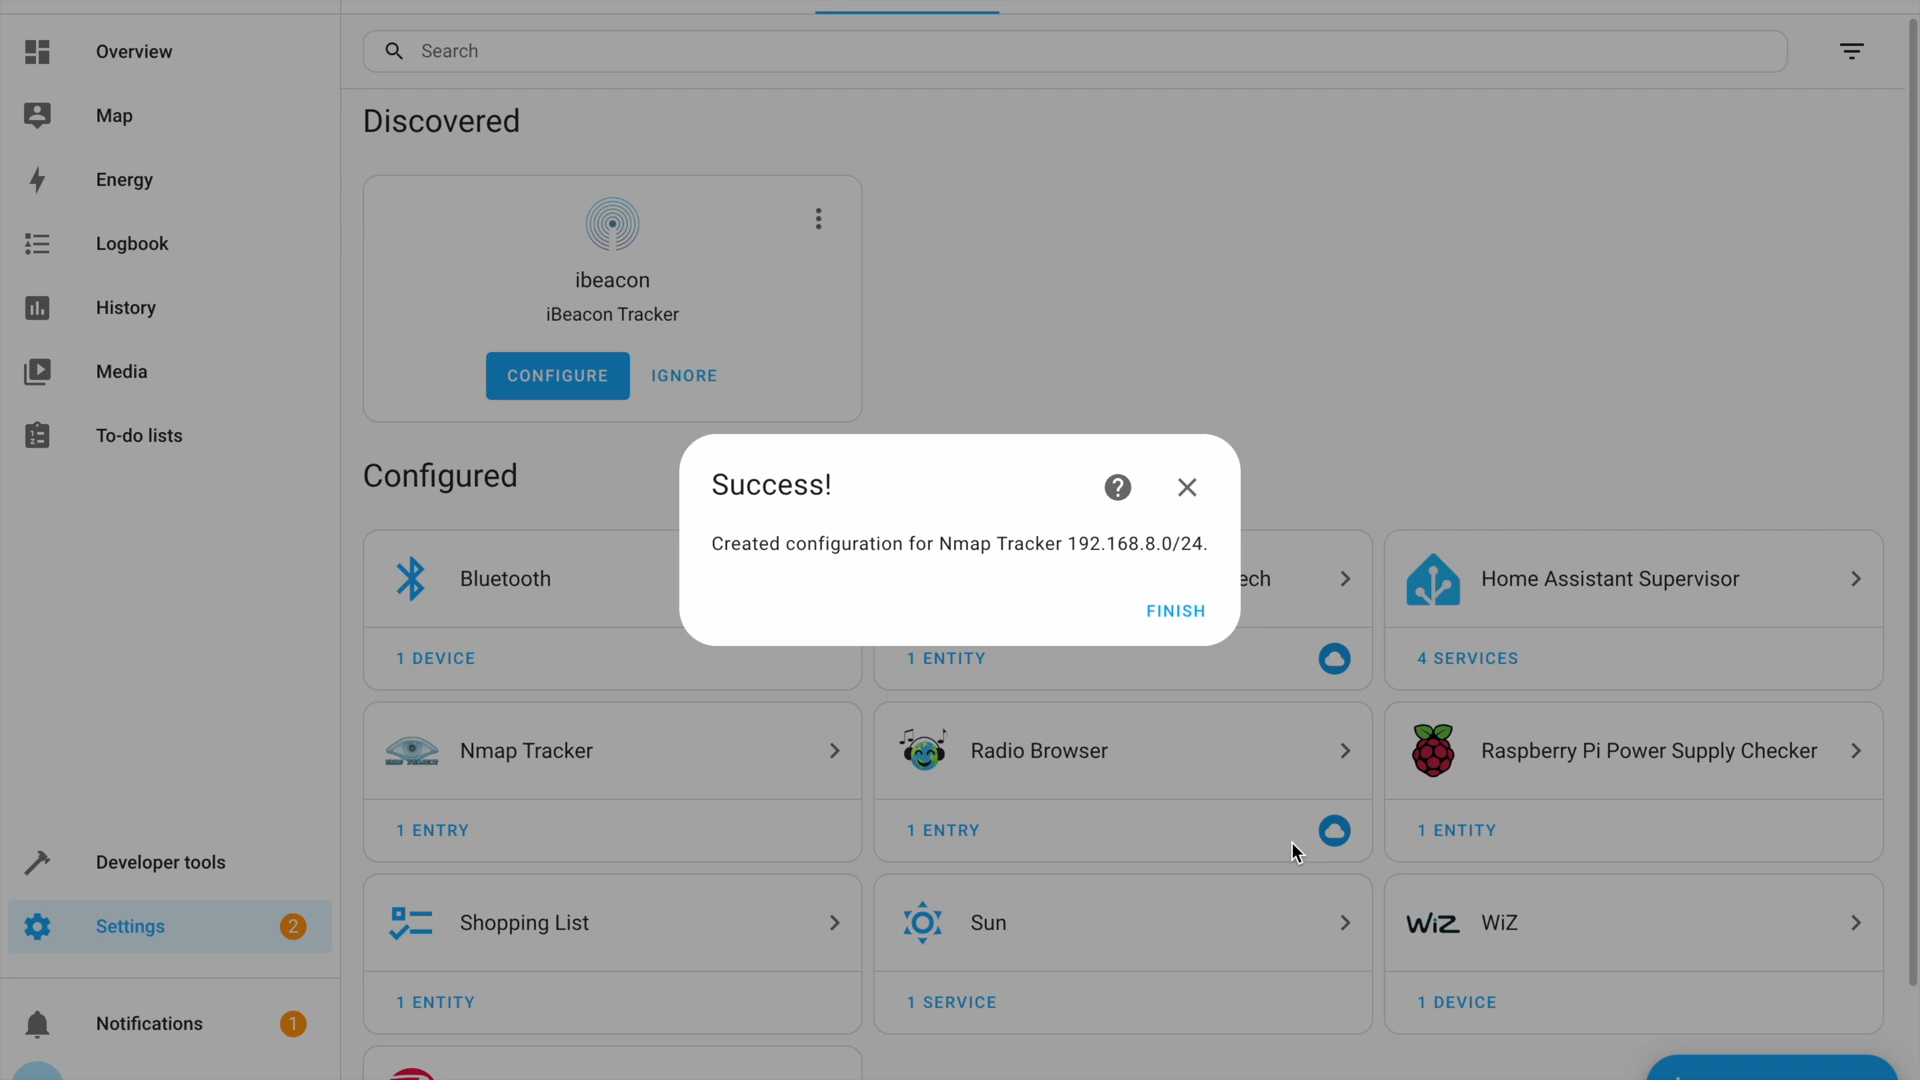 Overview
Map
Energy
Logbook
History
Media
To-do lists
Developer tools
Settings 2
Notifications 1
Search
Discovered
ibeacon
iBeacon Tracker
CONFIGURE IGNORE
Configured
Success!
Created configuration for Nmap Tracker 192.168.8.0/24.
FINISH
Bluetooth
1 DEVICE
ech
1 ENTITY
Home Assistant Supervisor
4 SERVICES
Nmap Tracker
1 ENTRY
Radio Browser
1 ENTRY
Raspberry Pi Power Supply Checker
1 ENTITY
Shopping List
1 ENTITY
Sun
1 SERVICE
WiZ WiZ
1 DEVICE